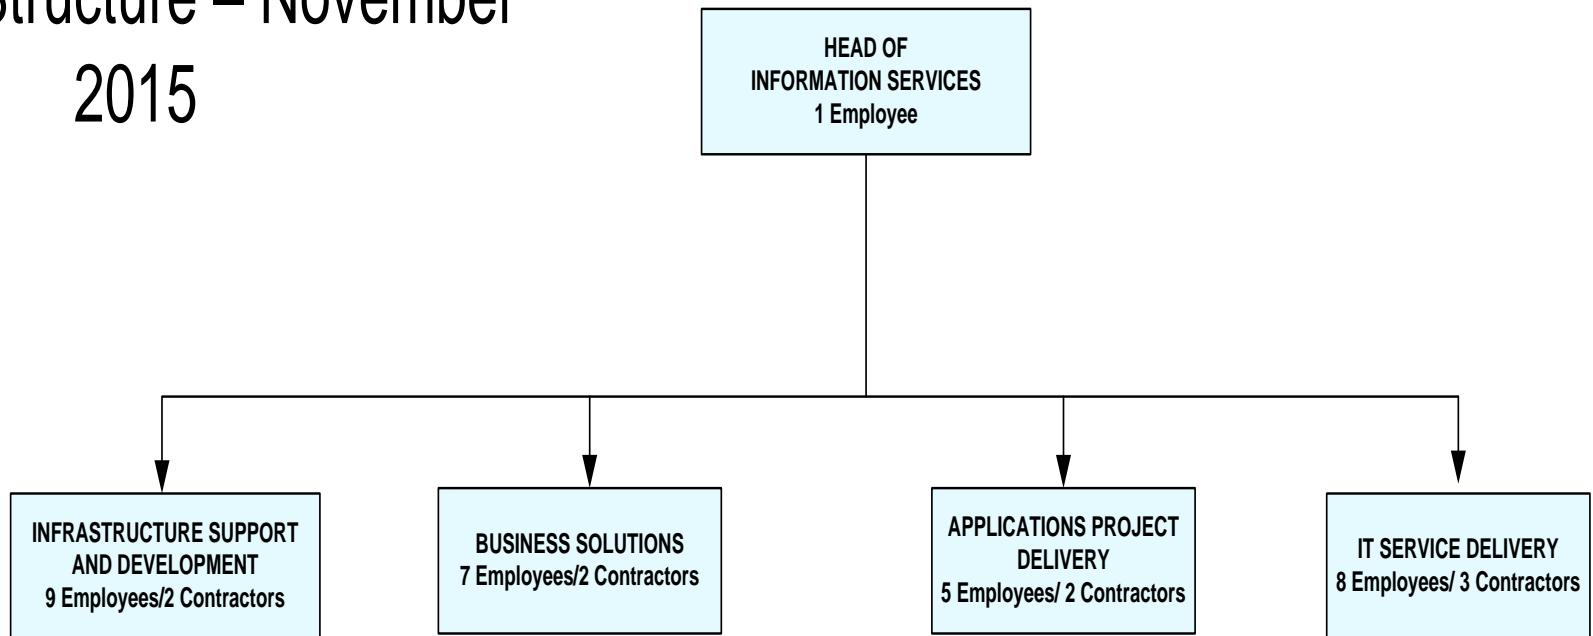 Structure – November
2015
HEAD OF
INFORMATION SERVICES
1 Employee
INFRASTRUCTURE SUPPORT
AND DEVELOPMENT
9 Employees/2 Contractors
BUSINESS SOLUTIONS
7 Employees/2 Contractors
APPLICATIONS PROJECT
DELIVERY
5 Employees/ 2 Contractors
IT SERVICE DELIVERY
8 Employees/ 3 Contractors